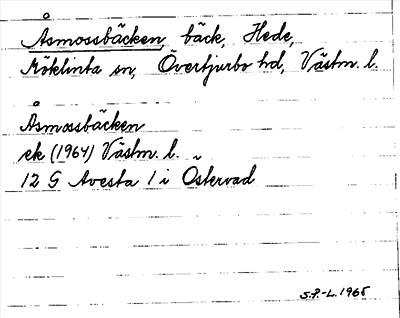 Åsmossbäcken, bäck, Hede,
Möklinta sn, Övertjurbo hd, Västm. l.
Åsmossbäcken
ek (1964) Västm. l.
12 G Avesta 1 i Östervad
S.P.-L. 1965